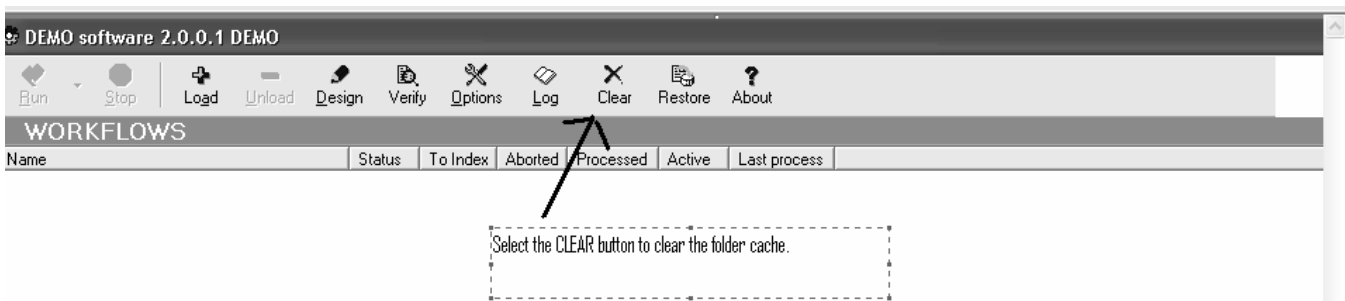 DEMO software 2.0.0.1 DEMO
Run Stop Load Unload Design Verify Options Log Clear Restore About
WORKFLOWS
Name Status To Index Aborted Processed Active Last process
Select the CLEAR button to clear the folder cache.